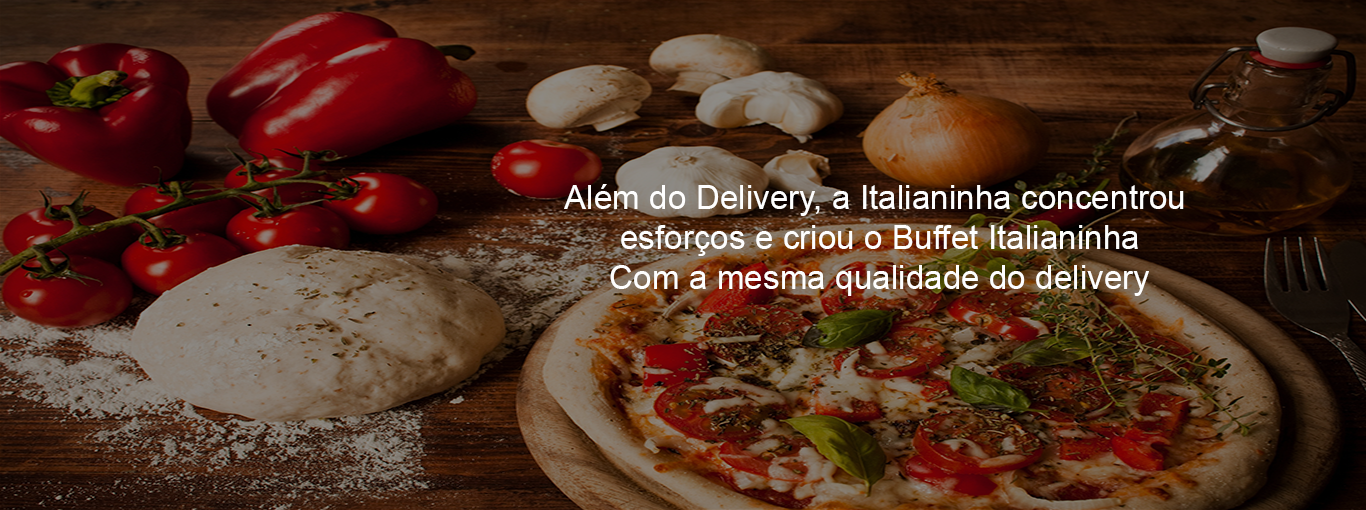 Além do Delivery, a Italianinha concentrou
esforços e criou o Buffet Italianinha
Com a mesma qualidade do delivery